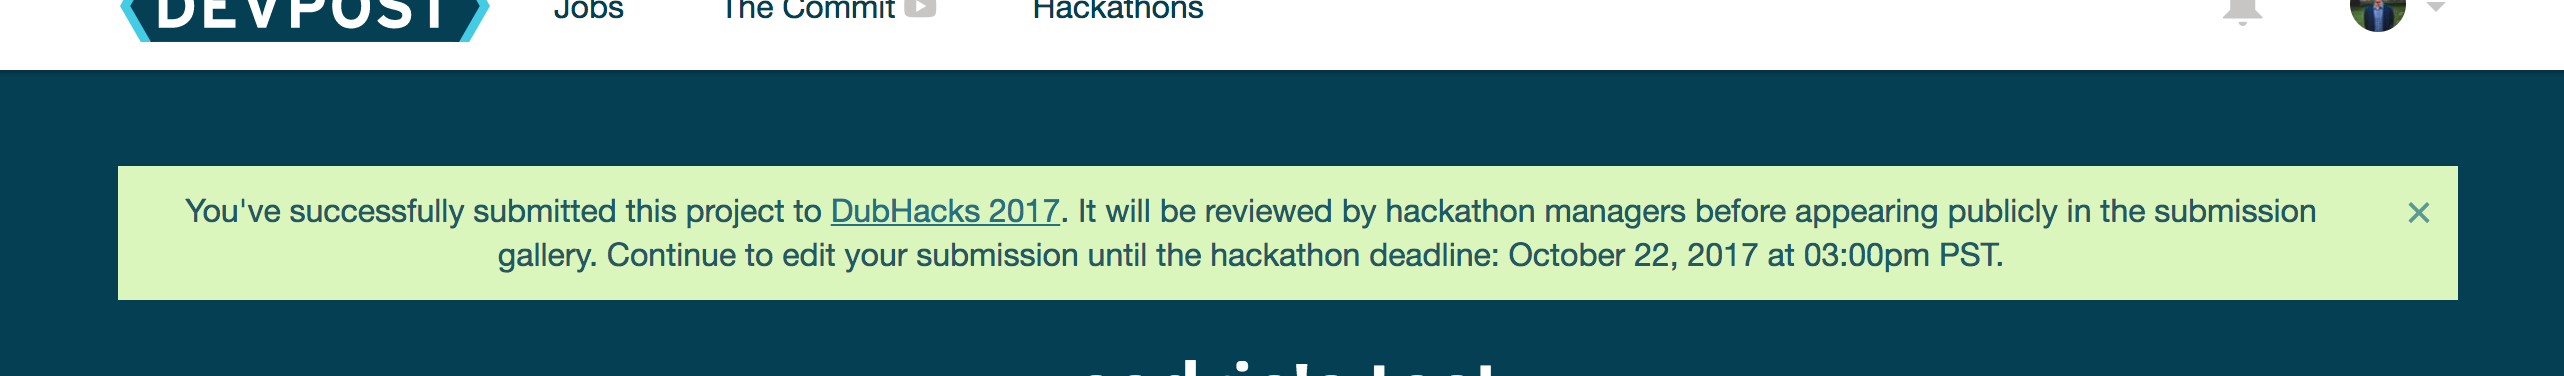 DEVPOST Jobs The Commit Hackathons
You've successfully submitted this project to DubHacks 2017. It will be reviewed by hackathon managers before appearing publicly in the submission
gallery. Continue to edit your submission until the hackathon deadline: October 22, 2017 at 03:00pm PST.